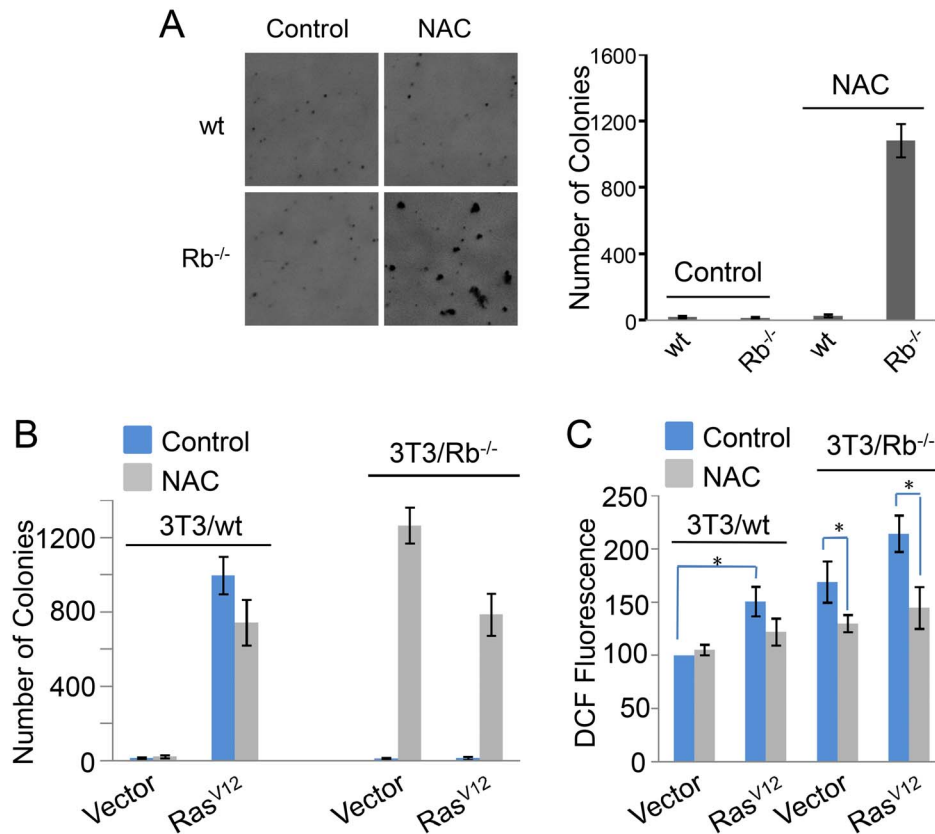 A
Control NAC
wt
Rb-/-
Number of Colonies
1600
1200
800
400
0
NAC
Control
wt
Rb-/-
wt
Rb-/-
B
Control
NAC
3T3/Rb-/-
3T3/wt
Number of Colonies
1200
800
400
0
Vector
RasV12
Vector
RasV12
C
Control
NAC
3T3/Rb-/-
3T3/wt
DCF Fluorescence
250
200
150
100
50
0
*
*
*
Vector
RasV12
Vector
RasV12